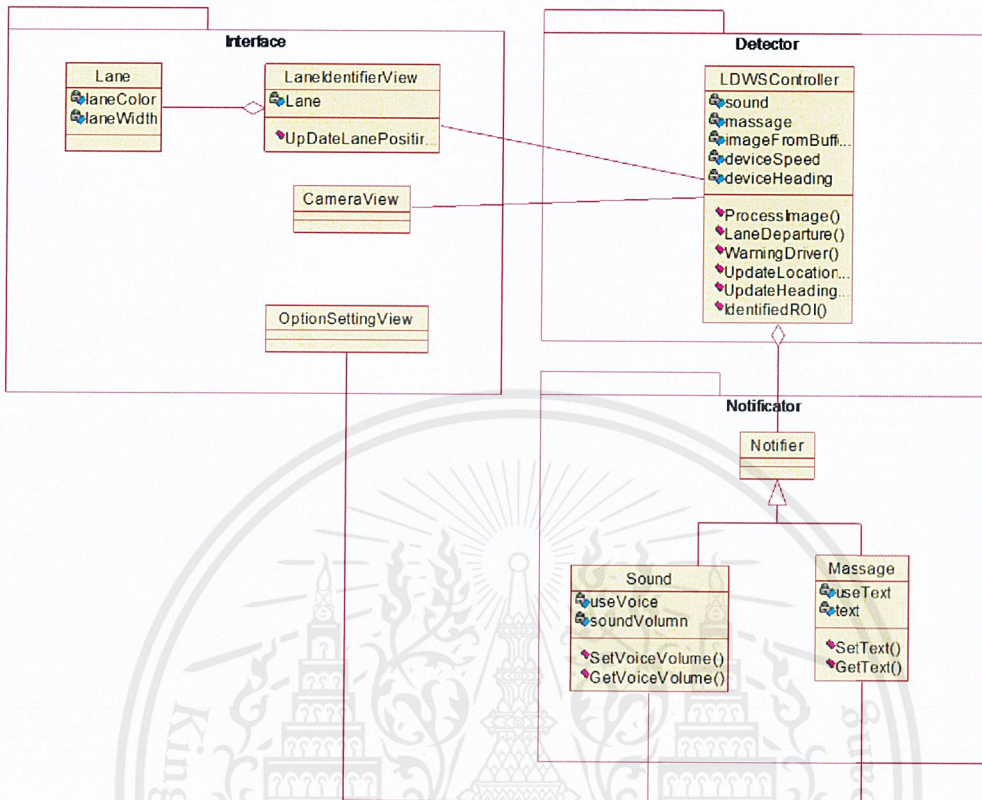 Interface
Lane
laneColor
laneWidth
LaneIdentifierView
Lane
UpDateLanePositir...
CameraView
OptionSettingView
Detector
LDWSController
sound
massage
imageFromBuff...
deviceSpeed
deviceHeading
ProcessImage()
LaneDeparture()
WarningDriver()
UpdateLocation...
UpdateHeading...
IdentifiedROI()
Notificator
Notifier
Sound
useVoice
soundVolumn
SetVoiceVolume()
GetVoiceVolume()
Massage
useText
text
SetText()
GetText()